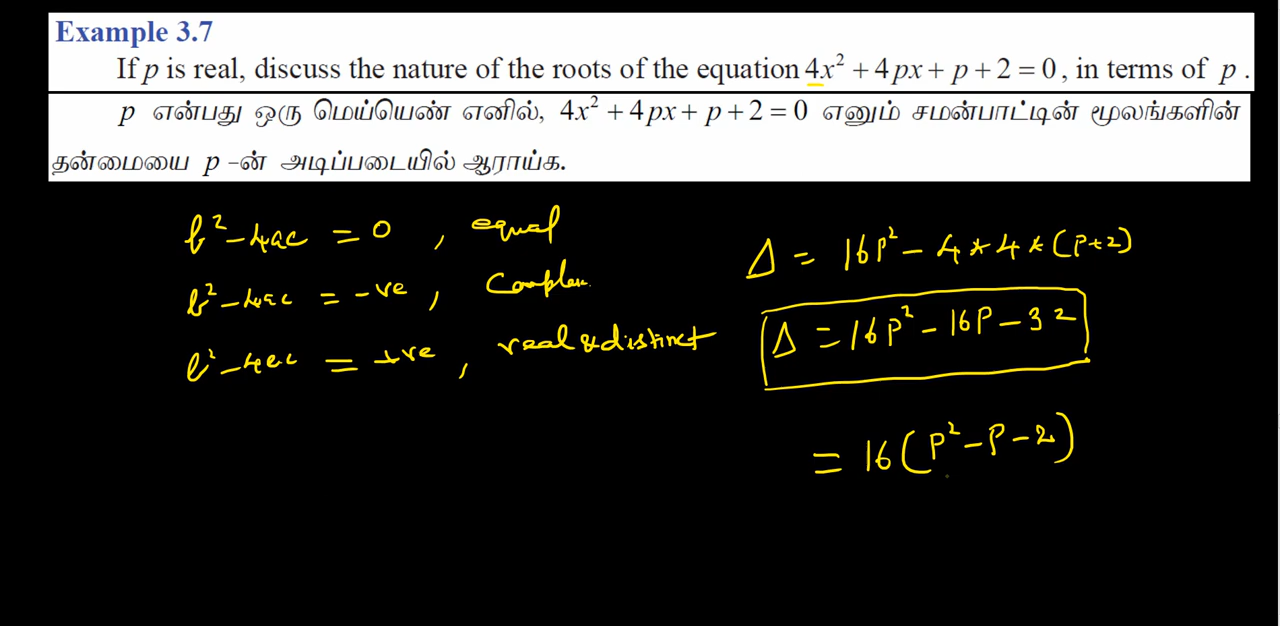 Example 3.7
If p is real, discuss the nature of the roots of the equation 4x² + 4px + p + 2 = 0, in terms of p.
p என்பது ஒரு மெய்யெண் எனில், 4x² + 4px + p + 2 = 0 எனும் சமன்பாட்டின் மூலங்களின்
தன்மையை p –ன் அடிப்படையில் ஆராய்க.
b² – 4ac = 0 , equal
b² – 4ac = –ve , Complex.
b² – 4ac = +ve , real & distinct
Δ = 16p² – 4 * 4 * (p+2)
Δ = 16p² – 16p – 32
= 16(p² – p – 2)